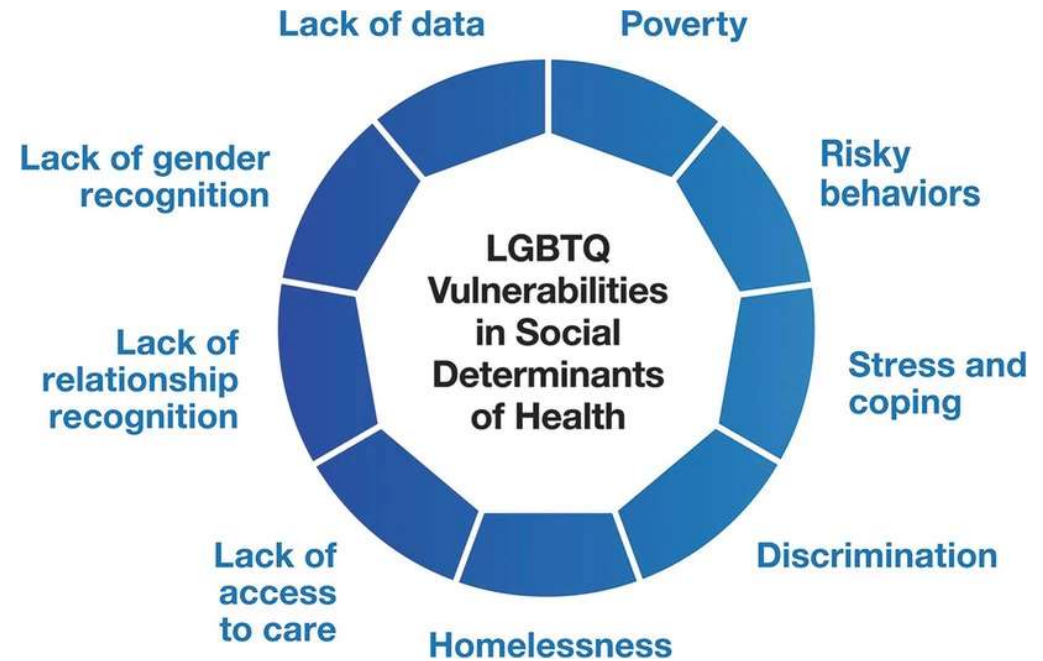 Lack of data
Poverty
Lack of gender
recognition
Risky
behaviors
LGBTQ
Vulnerabilities
in Social
Determinants
of Health
Lack of
relationship
recognition
Stress and
coping
Lack of
access
to care
Discrimination
Homelessness